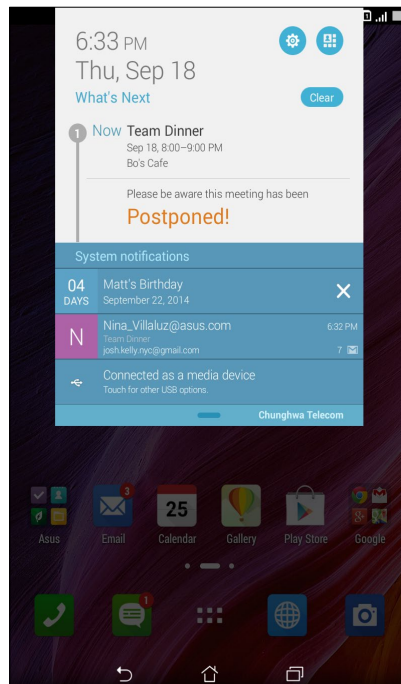 6:33 PM
Thu, Sep 18
What's Next
Clear
1 Now Team Dinner
Sep 18, 8:00–9:00 PM
Bo's Cafe
Please be aware this meeting has been
Postponed!
System notifications
04 DAYS
Matt's Birthday
September 22, 2014
N
Nina_Villaluz@asus.com 6:32 PM
Team Dinner
josh.kelly.nyc@gmail.com 7
Connected as a media device
Touch for other USB options.
Chunghwa Telecom
3
25
8
Asus Email Calendar Gallery Play Store Google
1